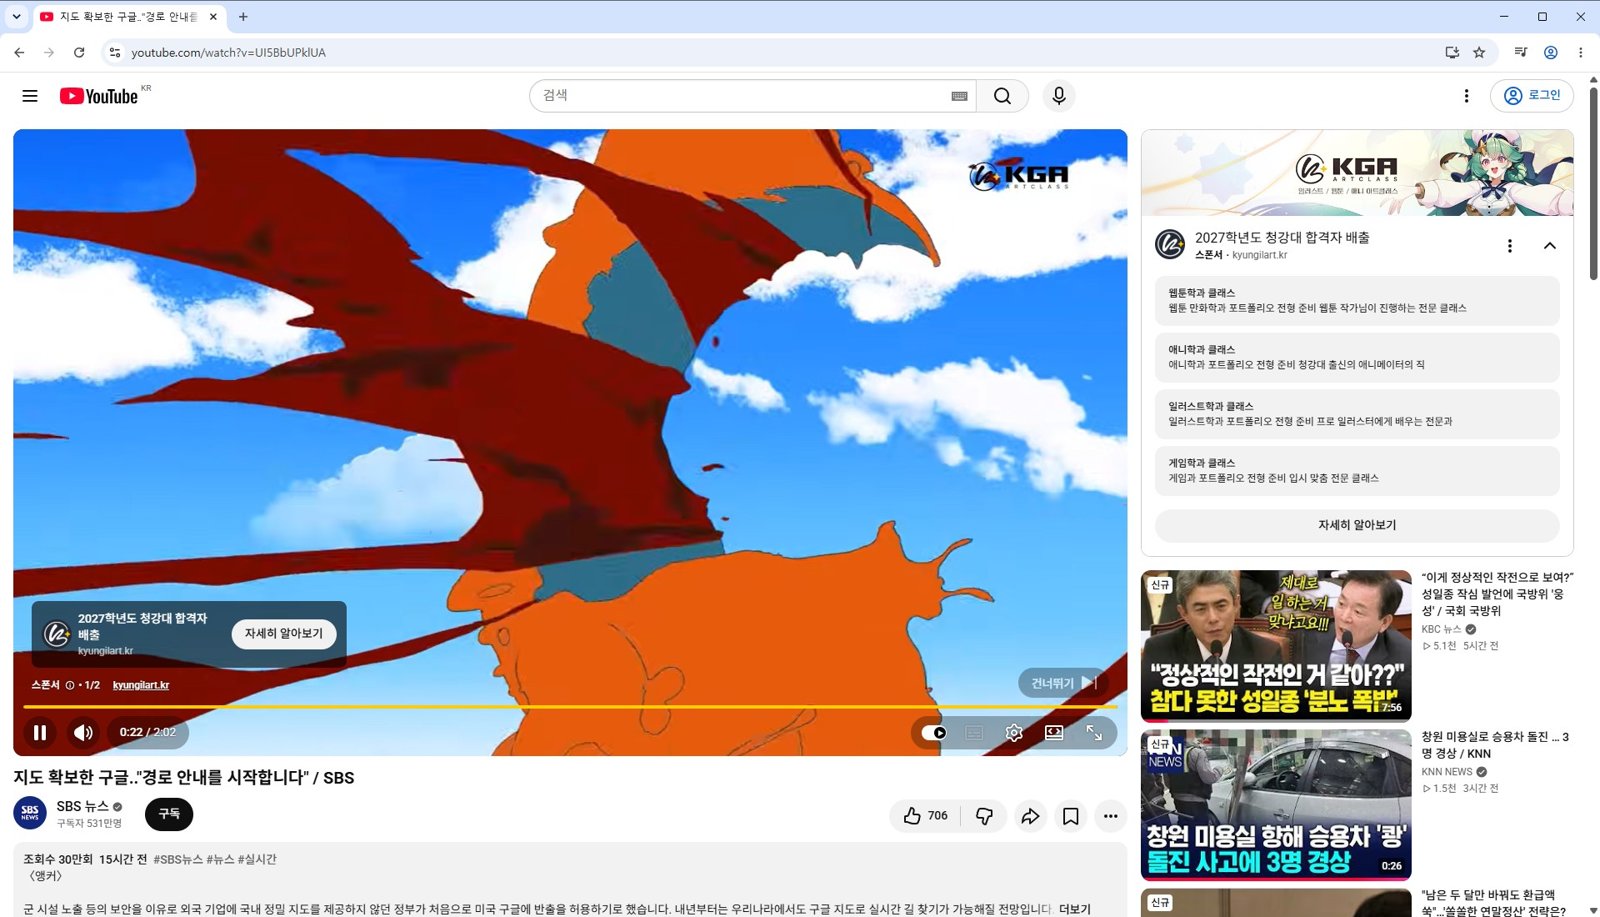 지도 확보한 구글.."경로 안내를
youtube.com/watch?v=UI5BbUPklUA
YouTube KR
검색
로그인
KGA
ARTCLASS
KGA
ARTCLASS
일러스트 / 웹툰 / 애니 아트클래스
2027학년도 청강대 합격자 배출
스폰서 · kyungilart.kr
웹툰학과 클래스
웹툰 만화학과 포트폴리오 전형 준비 웹툰 작가님이 진행하는 전문 클래스
애니학과 클래스
애니학과 포트폴리오 전형 준비 청강대 출신의 애니메이터의 직
일러스트학과 클래스
일러스트학과 포트폴리오 전형 준비 프로 일러스터에게 배우는 전문과
게임학과 클래스
게임과 포트폴리오 전형 준비 입시 맞춤 전문 클래스
자세히 알아보기
2027학년도 청강대 합격자
배출
kyungilart.kr
자세히 알아보기
스폰서 · 1/2 kyungilart.kr
건너뛰기
0:22 / 2:02
지도 확보한 구글.."경로 안내를 시작합니다" / SBS
SBS
NEWS
SBS 뉴스
구독자 531만명
구독
706
조회수 30만회 15시간 전 #SBS뉴스 #뉴스 #실시간
〈앵커〉
군 시설 노출 등의 보안을 이유로 외국 기업에 국내 정밀 지도를 제공하지 않던 정부가 처음으로 미국 구글에 반출을 허용하기로 했습니다. 내년부터는 우리나라에서도 구글 지도로 실시간 길 찾기가 가능해질 전망입니다. 더보기
신규
제대로
일 하는 거
맞냐고요!!!
"정상적인 작전인 거 같아??"
참다 못한 성일종 '분노 폭발'
7:56
"이게 정상적인 작전으로 보여?"
성일종 작심 발언에 국방위 '웅
성' / 국회 국방위
KBC 뉴스
5.1천 5시간 전
신규
NEWS
창원 미용실 향해 승용차 '쾅'
돌진 사고에 3명 경상
0:26
창원 미용실로 승용차 돌진 … 3
명 경상 / KNN
KNN NEWS
1.5천 3시간 전
신규
"남은 두 달만 바꿔도 환급액
쑥"..'쏠쏠한 연말정산' 전략은?